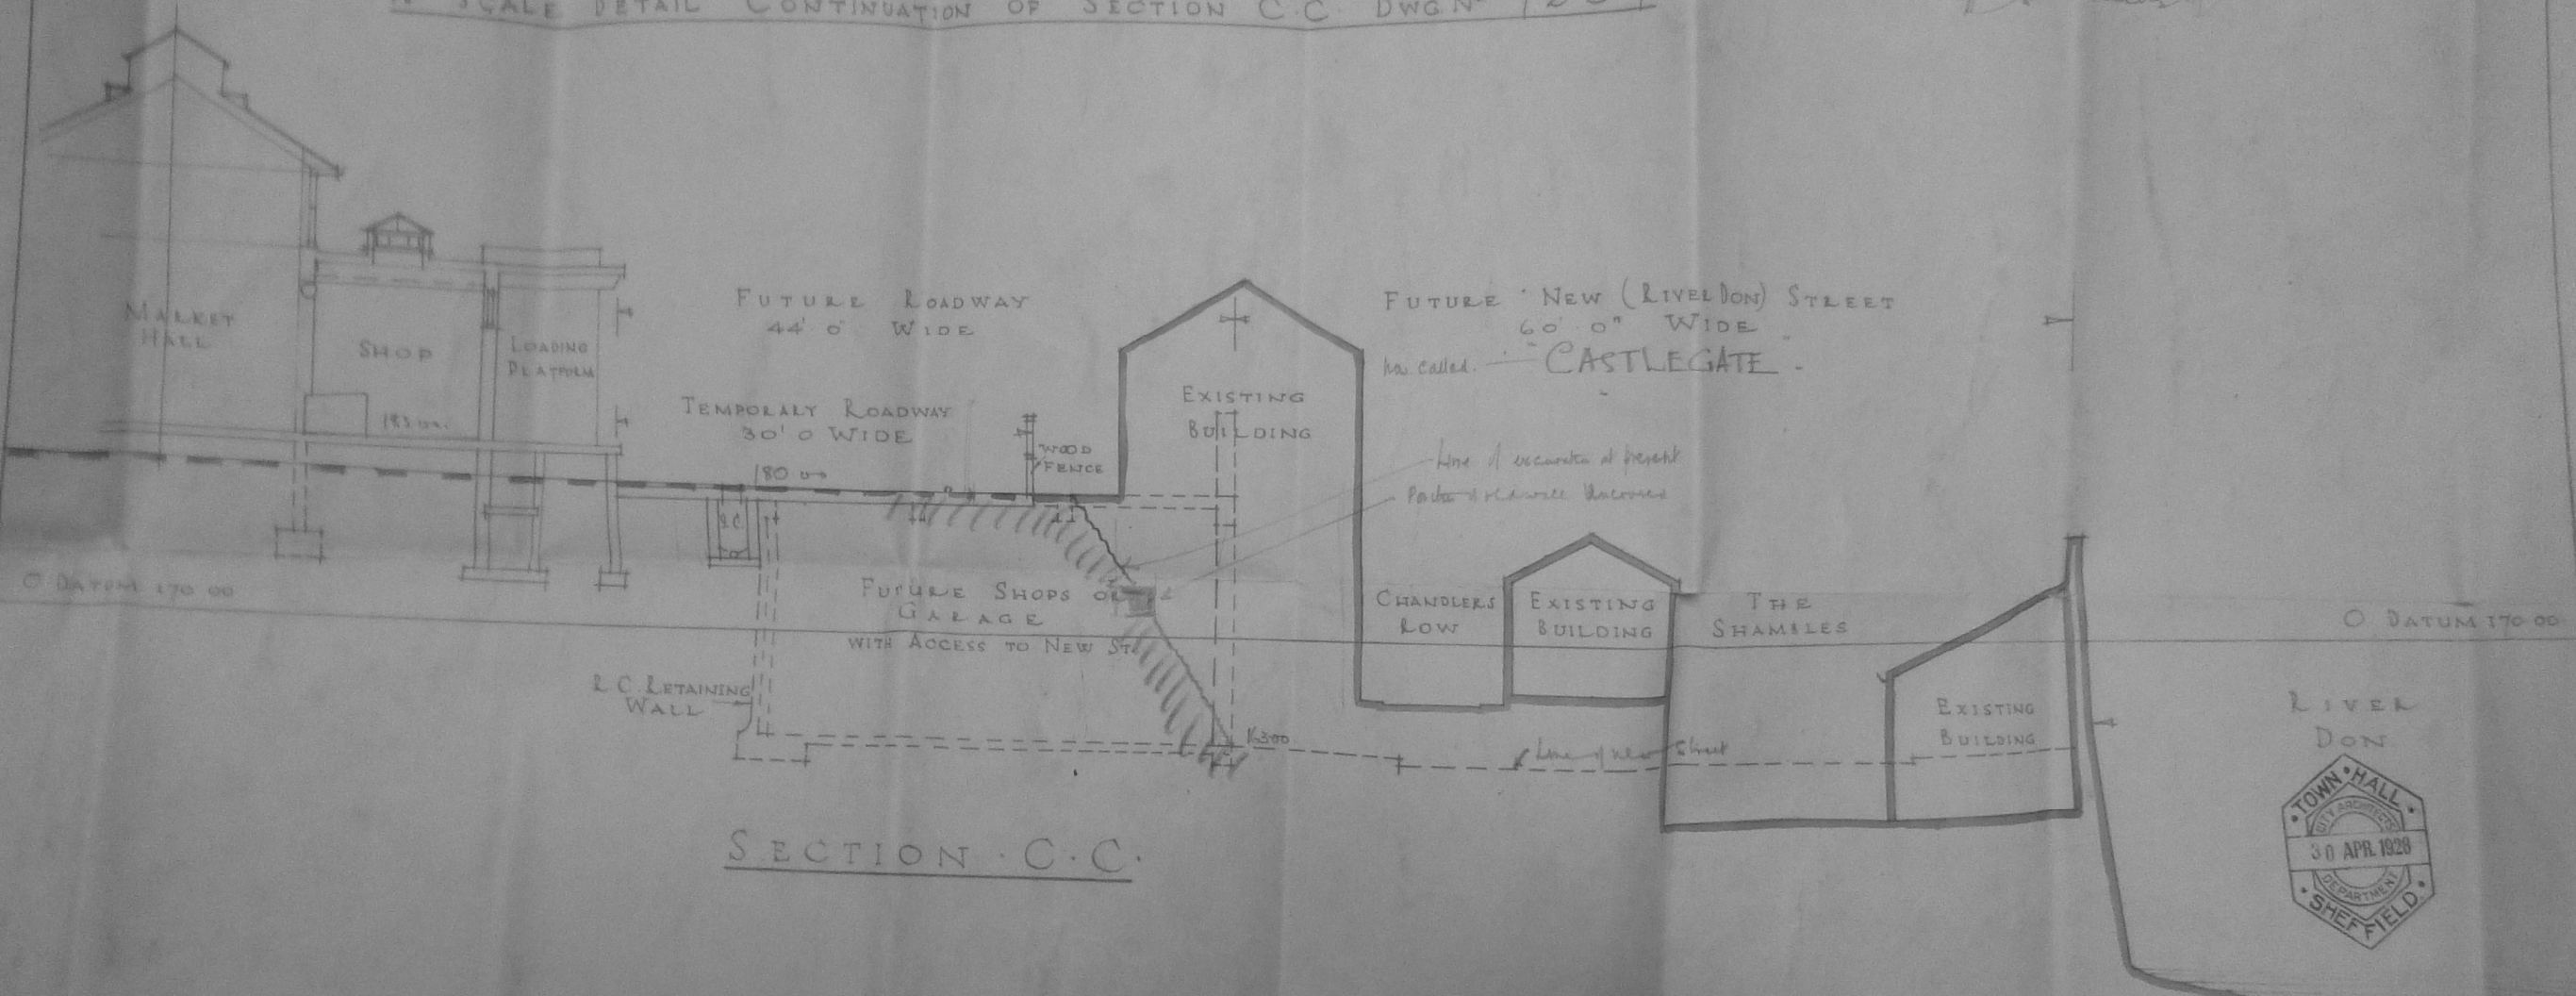 SCALE DETAIL CONTINUATION OF SECTION C.C. DWG Nº
MARKET
HALL
SHOP
LOADING
PLATFORM
FUTURE ROADWAY
44' 0" WIDE
TEMPORARY ROADWAY
30' 0 WIDE
WOOD
FENCE
EXISTING
BUILDING
FUTURE NEW (RIVER DON) STREET
60' 0" WIDE
CASTLEGATE
Line of excavation at present
180
O DATUM 170.00
FUTURE SHOPS OR
GARAGE
WITH ACCESS TO NEW ST.
R.C. RETAINING
WALL
CHANDLERS
ROW
EXISTING
BUILDING
THE
SHAMBLES
O DATUM 170.00
EXISTING
BUILDING
RIVER
DON
163.00
Line of new Street
SECTION C.C.
TOWN HALL
CITY ARCHITECTS
30 APR. 1928
DEPARTMENT
SHEFFIELD